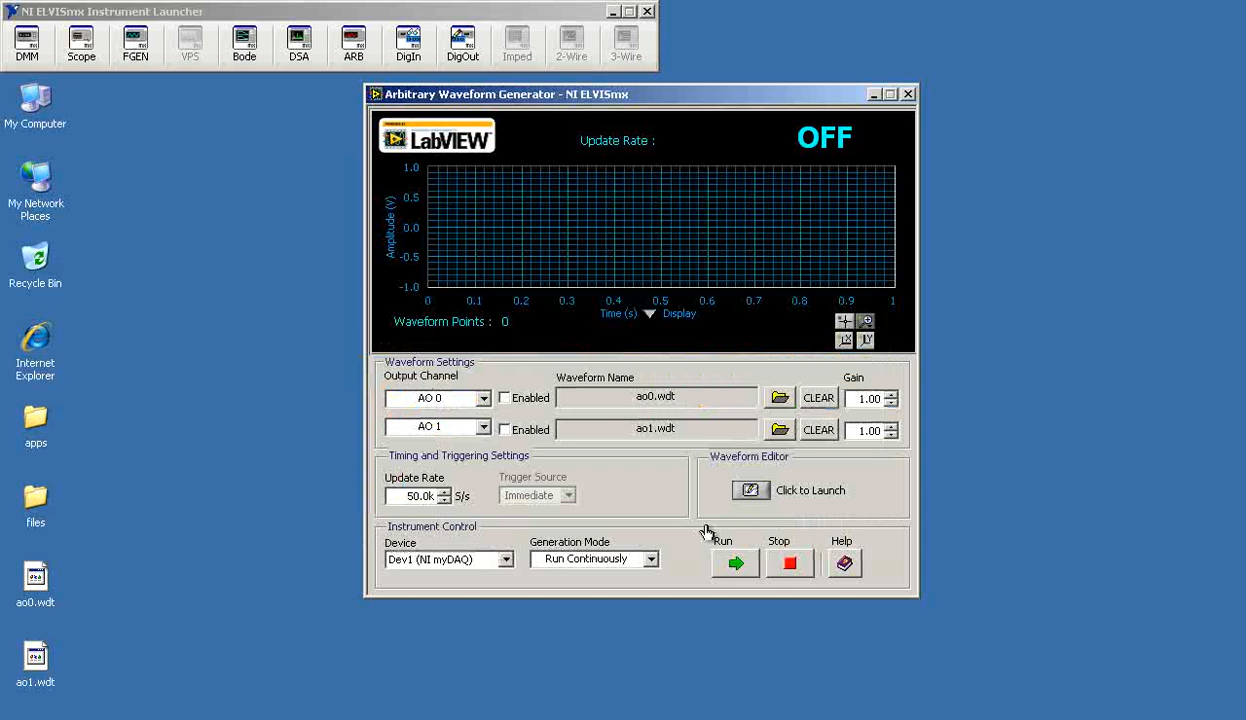 NI ELVISmx Instrument Launcher
DMM Scope FGEN VPS Bode DSA ARB DigIn DigOut Imped 2-Wire 3-Wire
My Computer
My Network
Places
Recycle Bin
Internet
Explorer
apps
files
ao0.wdt
ao1.wdt
Arbitrary Waveform Generator - NI ELVISmx
POWERED BY
LabVIEW™
Update Rate :
OFF
Amplitude (V)
1.0
0.5
0.0
-0.5
-1.0
0 0.1 0.2 0.3 0.4 0.5 0.6 0.7 0.8 0.9 1
Time (s) Display
Waveform Points : 0
Waveform Settings
Output Channel Waveform Name Gain
AO 0 Enabled ao0.wdt CLEAR 1.00
AO 1 Enabled ao1.wdt CLEAR 1.00
Timing and Triggering Settings
Update Rate Trigger Source
50.0k S/s Immediate
Waveform Editor
Click to Launch
Instrument Control
Device Generation Mode Run Stop Help
Dev1 (NI myDAQ) Run Continuously